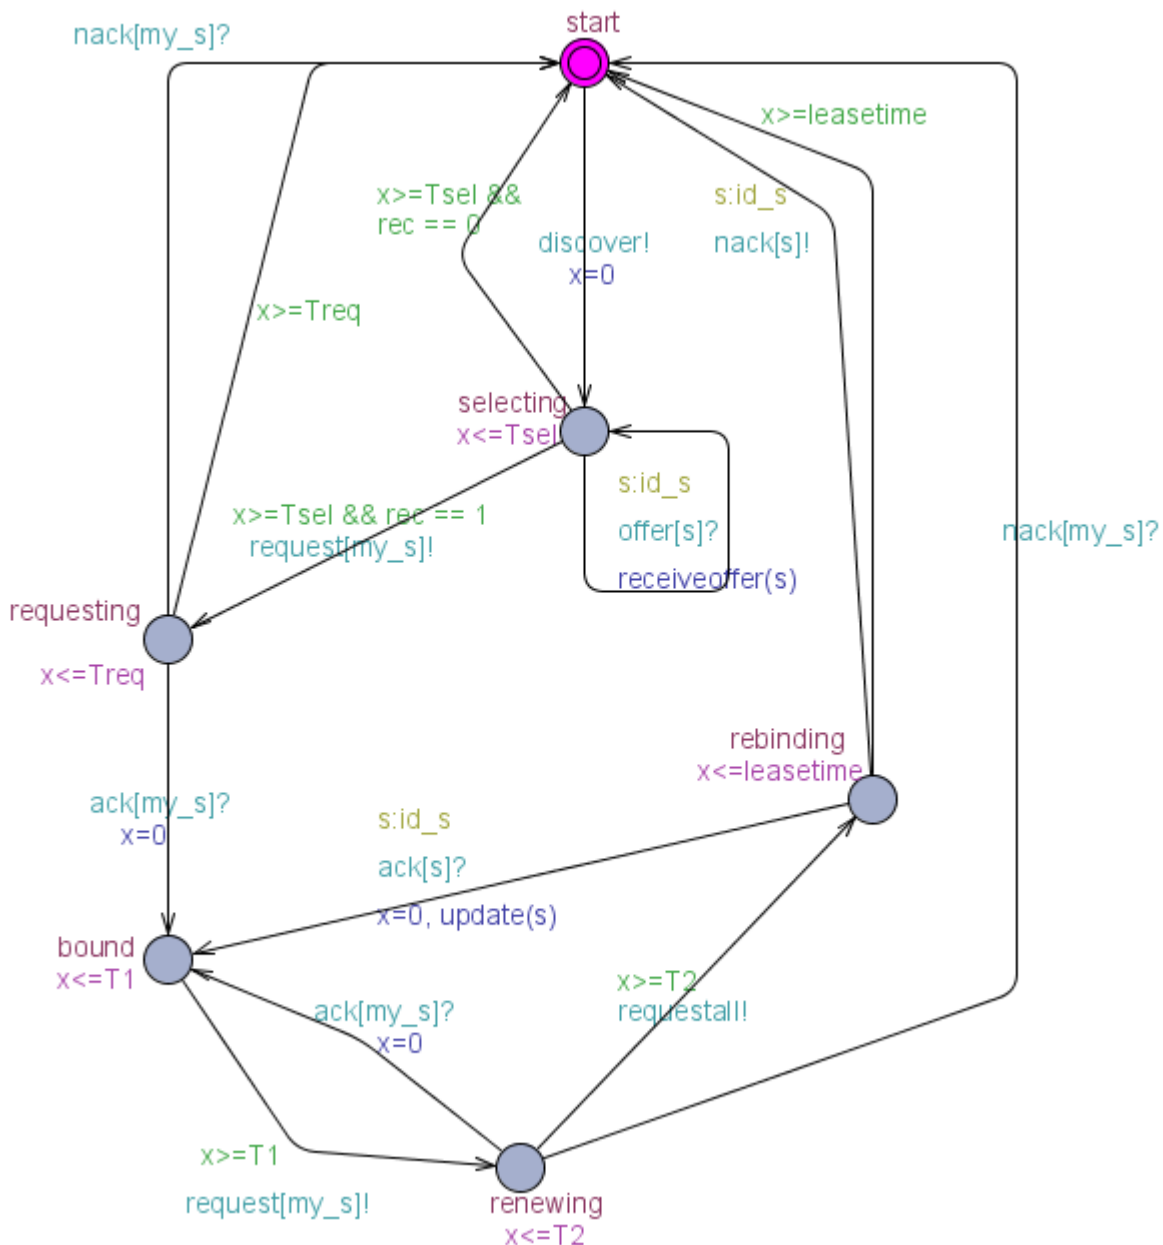 start
nack[my_s]?
x>=leasetime
x>=Tsel &&
rec == 0
s:id_s
nack[s]!
discover!
x=0
x>=Treq
selecting
x<=Tsel
s:id_s
offer[s]?
receiveoffer(s)
x>=Tsel && rec == 1
request[my_s]!
nack[my_s]?
requesting
x<=Treq
rebinding
x<=leasetime
ack[my_s]?
x=0
s:id_s
ack[s]?
x=0, update(s)
bound
x<=T1
x>=T2
requestall!
ack[my_s]?
x=0
x>=T1
request[my_s]!
renewing
x<=T2